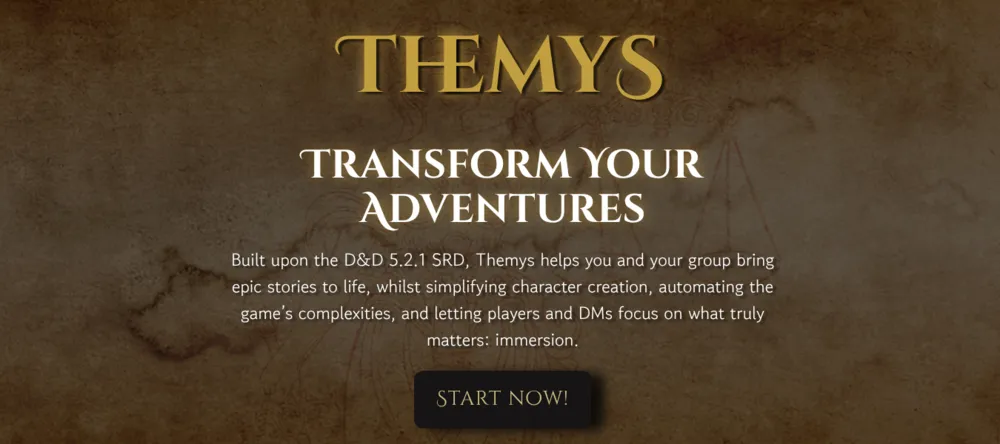 Themys
Transform Your
Adventures
Built upon the D&D 5.2.1 SRD, Themys helps you and your group bring
epic stories to life, whilst simplifying character creation, automating the
game's complexities, and letting players and DMs focus on what truly
matters: immersion.
Start now!